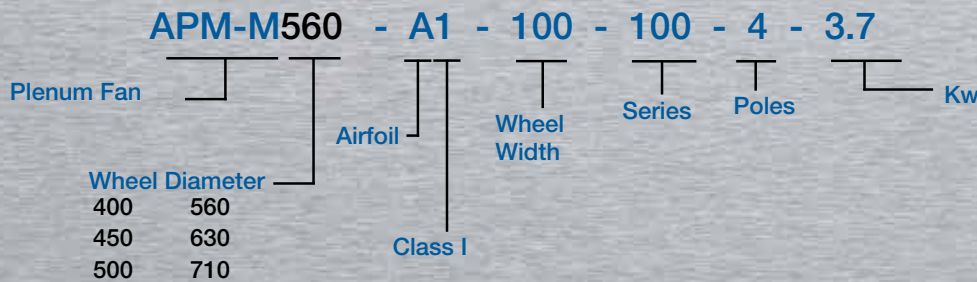 APM-M560 - A1 - 100 - 100 - 4 - 3.7
Plenum Fan
Airfoil
Wheel
Width
Series
Poles
Kw
Wheel Diameter
400 560
450 630
500 710
Class I